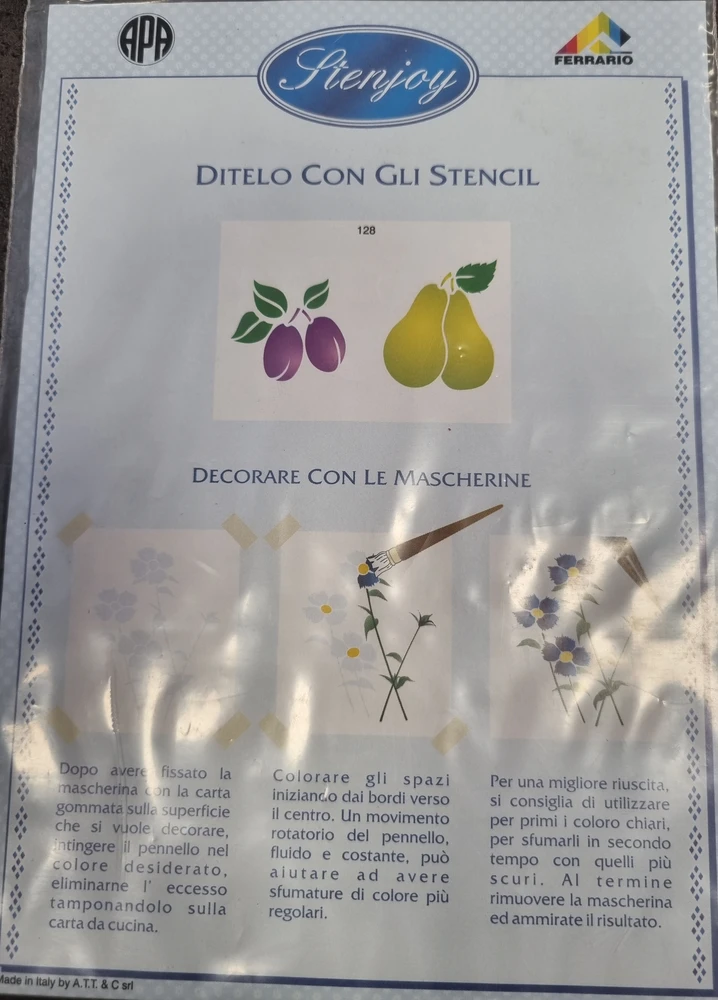 APA
Stenjoy
FERRARIO
DITELO CON GLI STENCIL
128
DECORARE CON LE MASCHERINE
Dopo avere fissato la
mascherina con la carta
gommata sulla superficie
che si vuole decorare,
intingere il pennello nel
colore desiderato,
eliminarne l' eccesso
tamponandolo sulla
carta da cucina.
Colorare gli spazi
iniziando dai bordi verso
il centro. Un movimento
rotatorio del pennello,
fluido e costante, può
aiutare ad avere
sfumature di colore più
regolari.
Per una migliore riuscita,
si consiglia di utilizzare
per primi i coloro chiari,
per sfumarli in secondo
tempo con quelli più
scuri. Al termine
rimuovere la mascherina
ed ammirate il risultato.
Made in Italy by A.T.T. & C srl